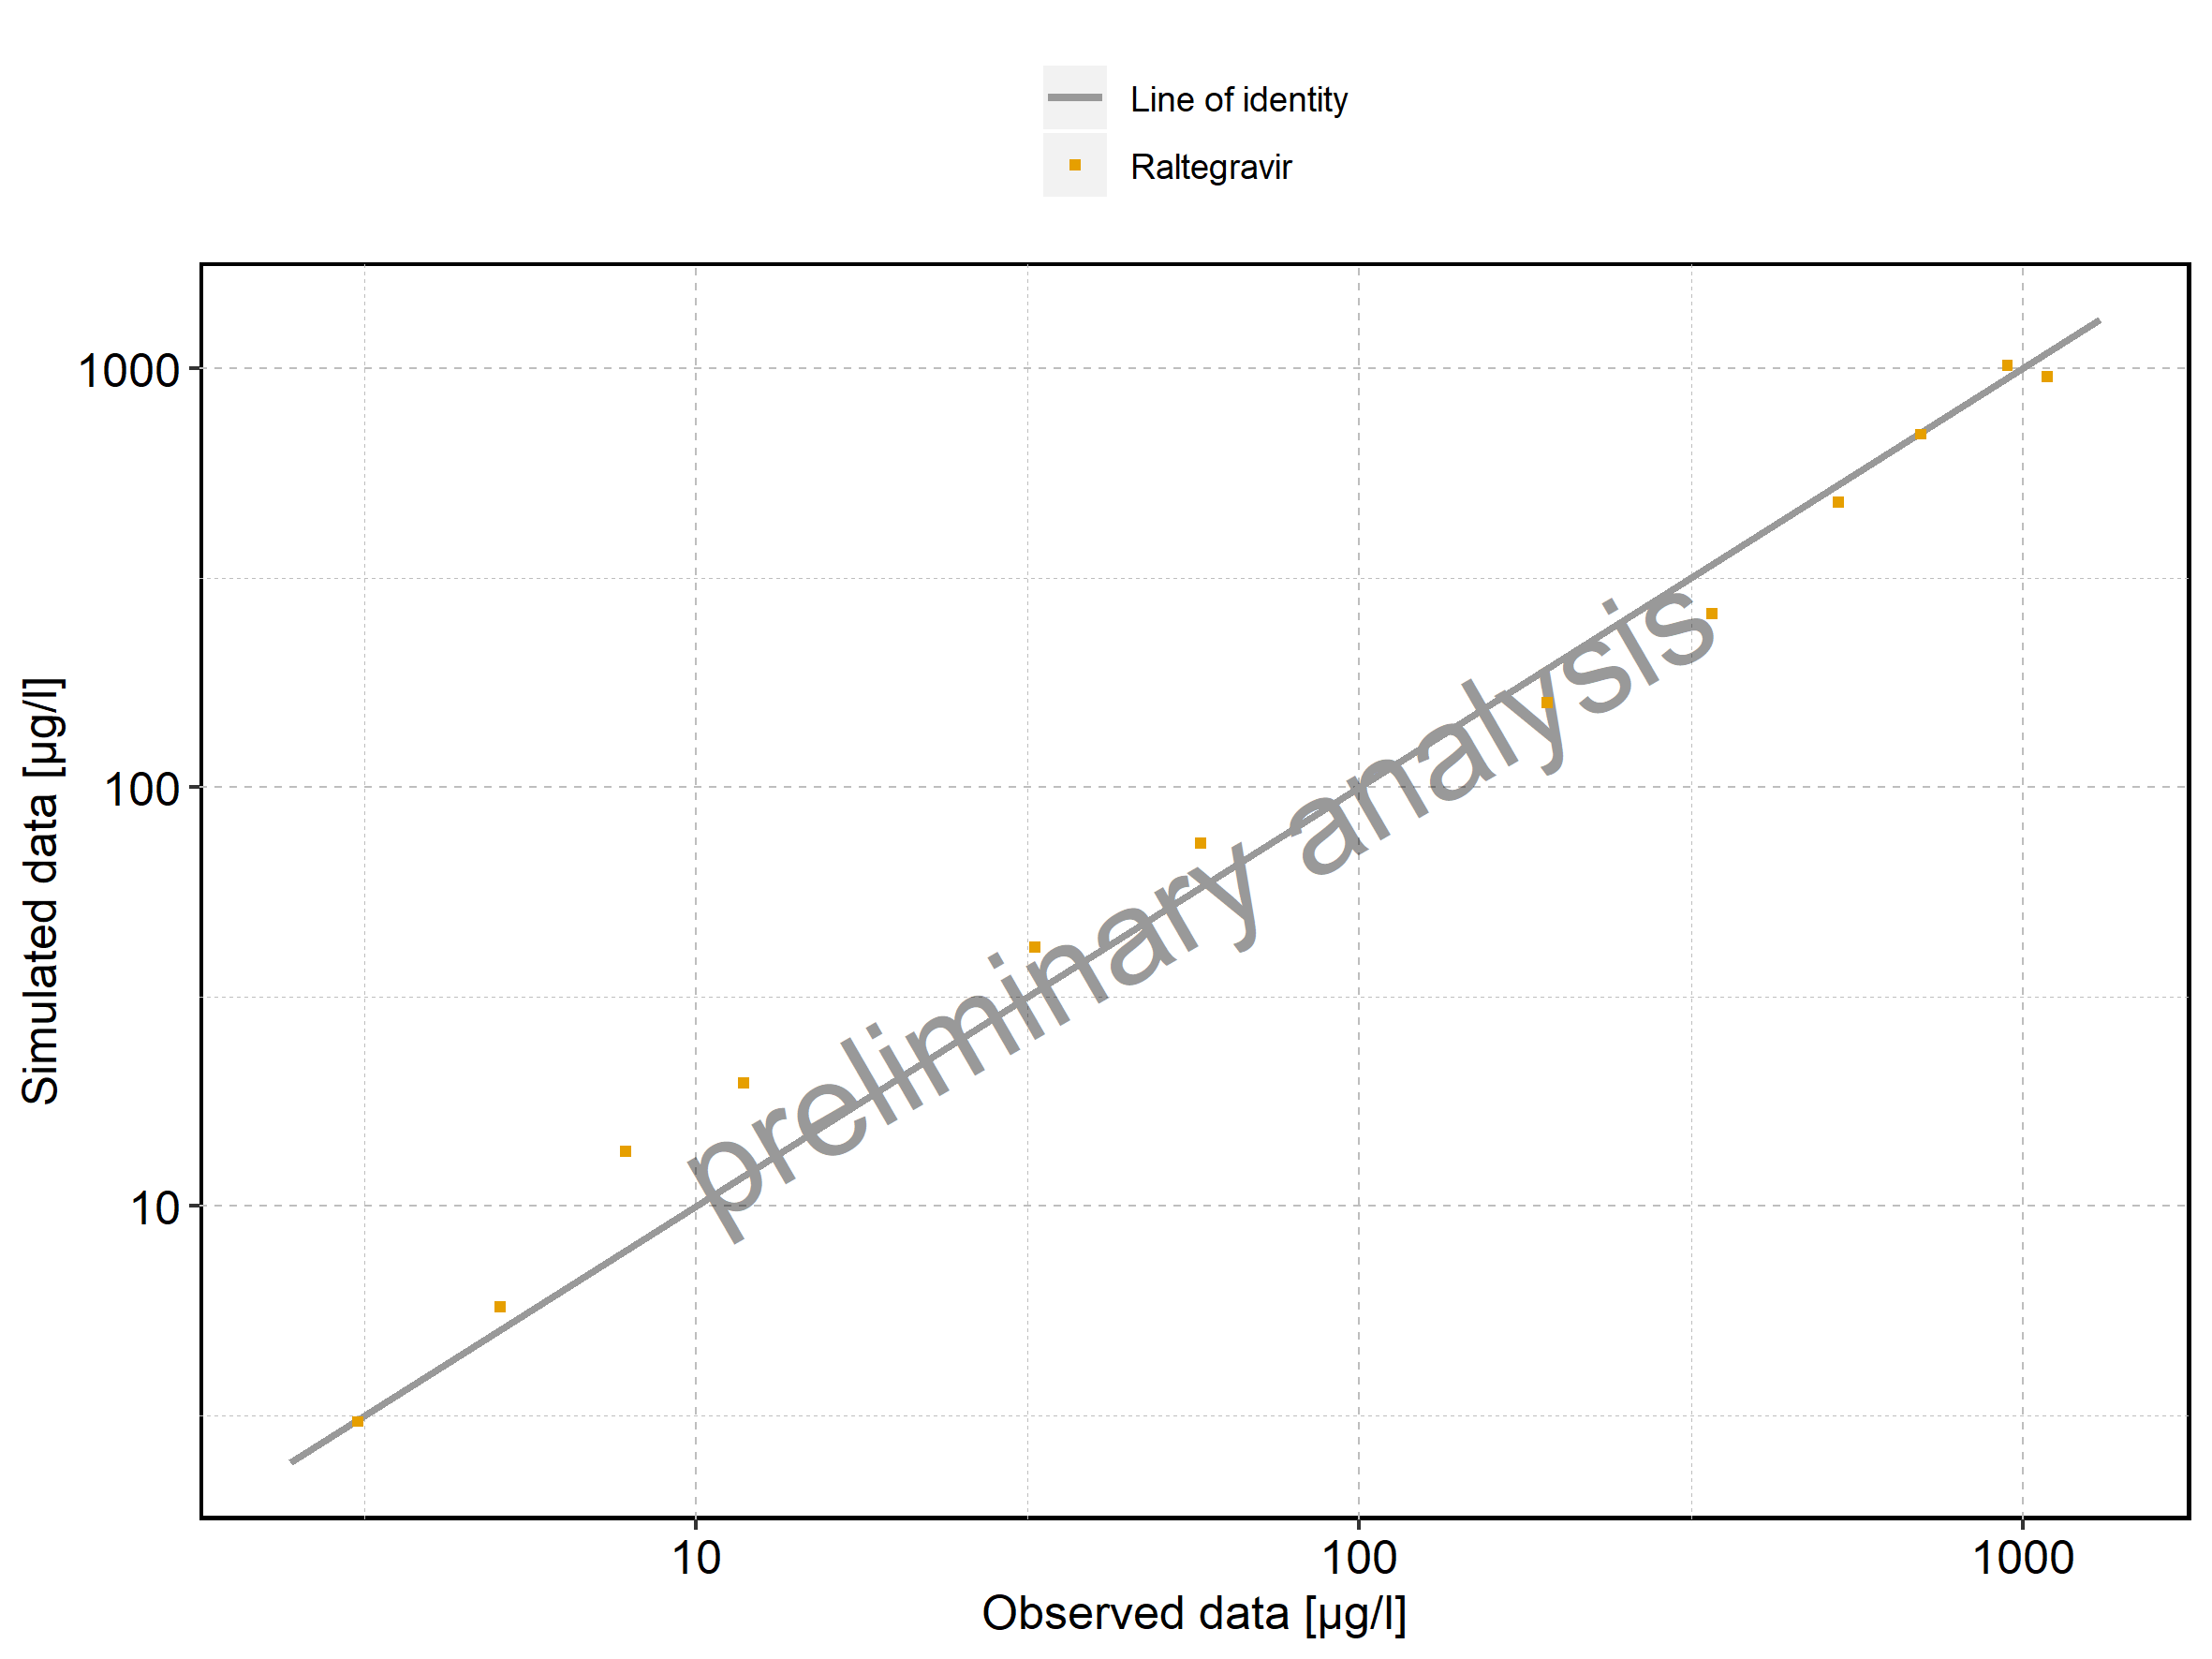 Line of identity
Raltegravir
1000
100
10
Simulated data [µg/l]
preliminary analysis
10 100 1000
Observed data [µg/l]